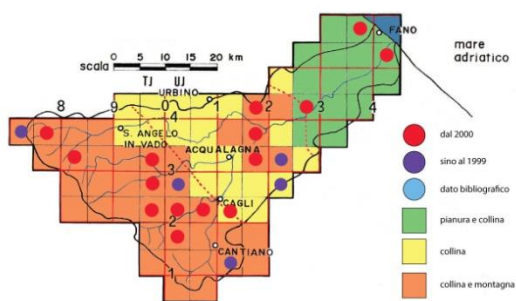 FANO
mare
adriatico
scala
0 5 10 15 20 km
TJ UJ
URBINO
8 9 0 1 2 3 4
4
S. ANGELO
IN VADO
ACQUALAGNA
3
CAGLI
2
CANTIANO
1
dal 2000
sino al 1999
dato bibliografico
pianura e collina
collina
collina e montagna